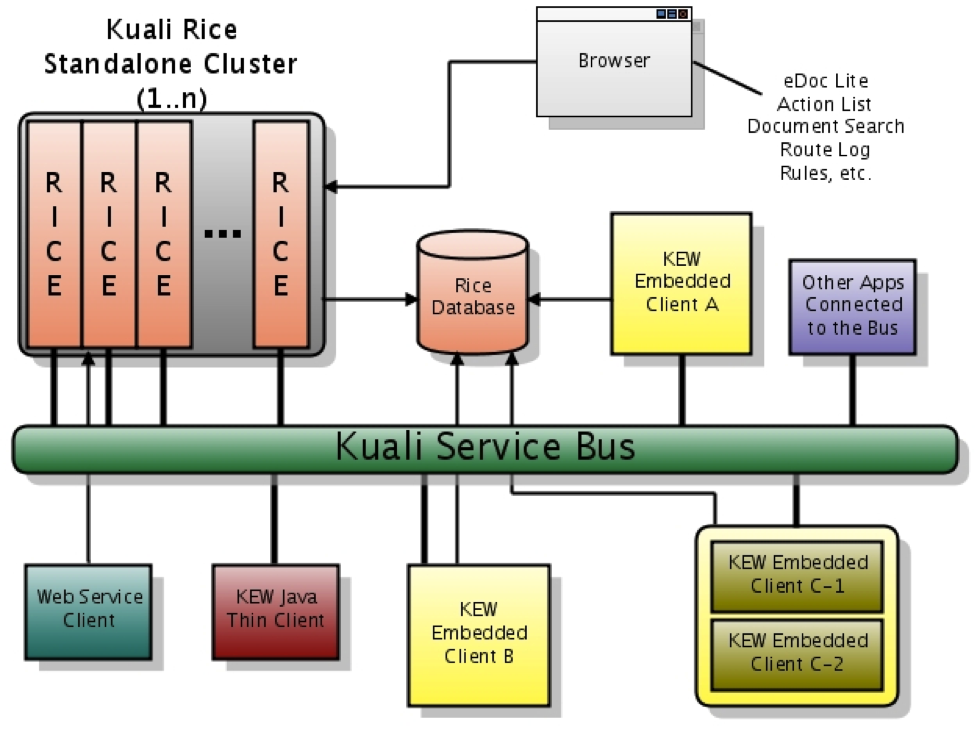 Kuali Rice
Standalone Cluster
(1..n)
Browser
eDoc Lite
Action List
Document Search
Route Log
Rules, etc.
R
I
C
E
R
I
C
E
R
I
C
E
...
R
I
C
E
Rice
Database
KEW
Embedded
Client A
Other Apps
Connected
to the Bus
Kuali Service Bus
Web Service
Client
KEW Java
Thin Client
KEW
Embedded
Client B
KEW Embedded
Client C-1
KEW Embedded
Client C-2